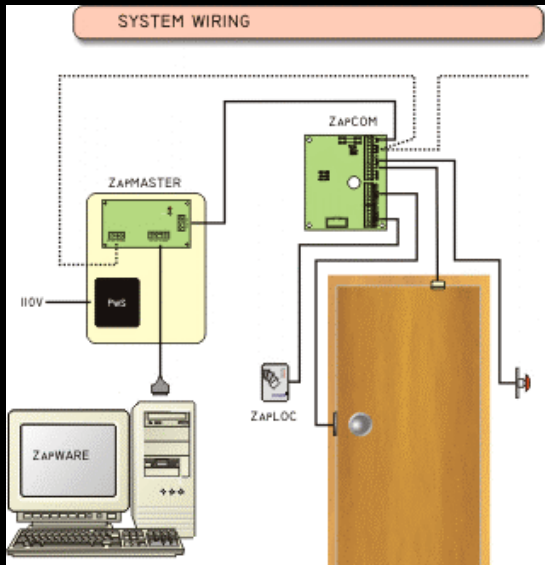 SYSTEM WIRING
ZAPCOM
ZAPMASTER
110V
PWS
ZAPLOC
ZAPWARE